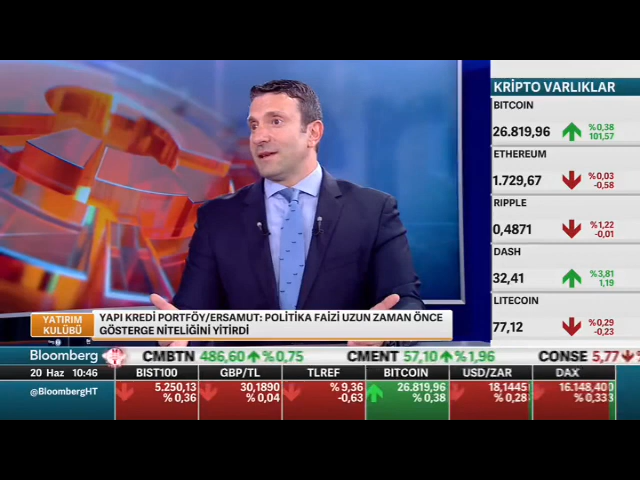 KRİPTO VARLIKLAR
BITCOIN
26.819,96 %0,38
101,57
ETHEREUM
1.729,67 %0,03
-0,58
RIPPLE
0,4871 %1,22
-0,01
DASH
32,41 %3,81
1,19
LITECOIN
77,12 %0,29
-0,23
YATIRIM KULÜBÜ
YAPI KREDİ PORTFÖY/ERSAMUT: POLİTİKA FAİZİ UZUN ZAMAN ÖNCE
GÖSTERGE NİTELİĞİNİ YİTİRDİ
Bloomberg HT CMBTN 486,60 %0,75 CMENT 57,10 %1,96 CONSE 5,77
20 Haz 10:46 BIST100 GBP/TL TLREF BITCOIN USD/ZAR DAX
@BloombergHT 5.250,13 30,1890 % 9,36 26.819,96 18,1445 16.148,400
% 0,36 % 0,04 -0,63 % 0,38 % 0,28 % 0,333